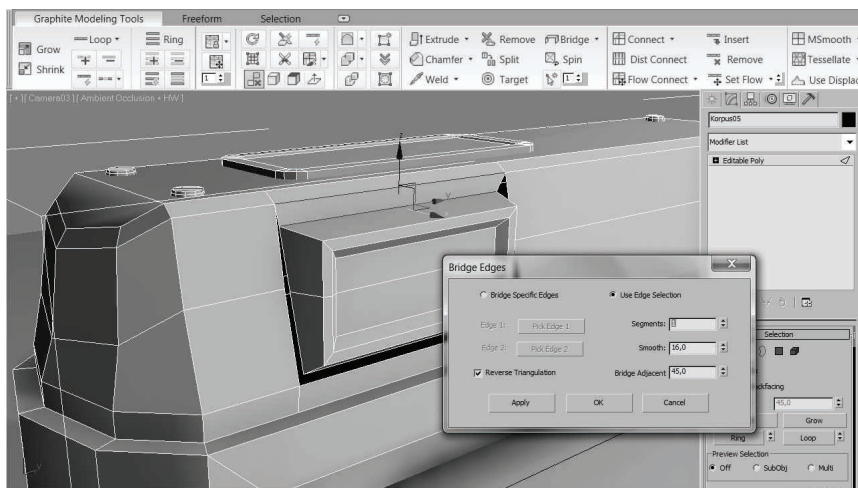 Graphite Modeling Tools Freeform Selection
Loop Ring Extrude Remove Bridge Connect Insert MSmooth
Grow
Chamfer Split Spin Dist Connect Remove Tessellate
Shrink
1 Weld Target 1 Flow Connect Set Flow Use Displac
[ + ] [ Camera03 ] [ Ambient Occlusion + HW ]
Korpus05
Modifier List
Editable Poly
z
y
Bridge Edges
Bridge Specific Edges Use Edge Selection
Edge 1: Pick Edge 1 Segments:
Edge 2: Pick Edge 2 Smooth: 16,0
Reverse Triangulation Bridge Adjacent 45,0
Apply OK Cancel
Selection
ckfacing
45,0
Grow
Ring Loop
Preview Selection
Off SubObj Multi